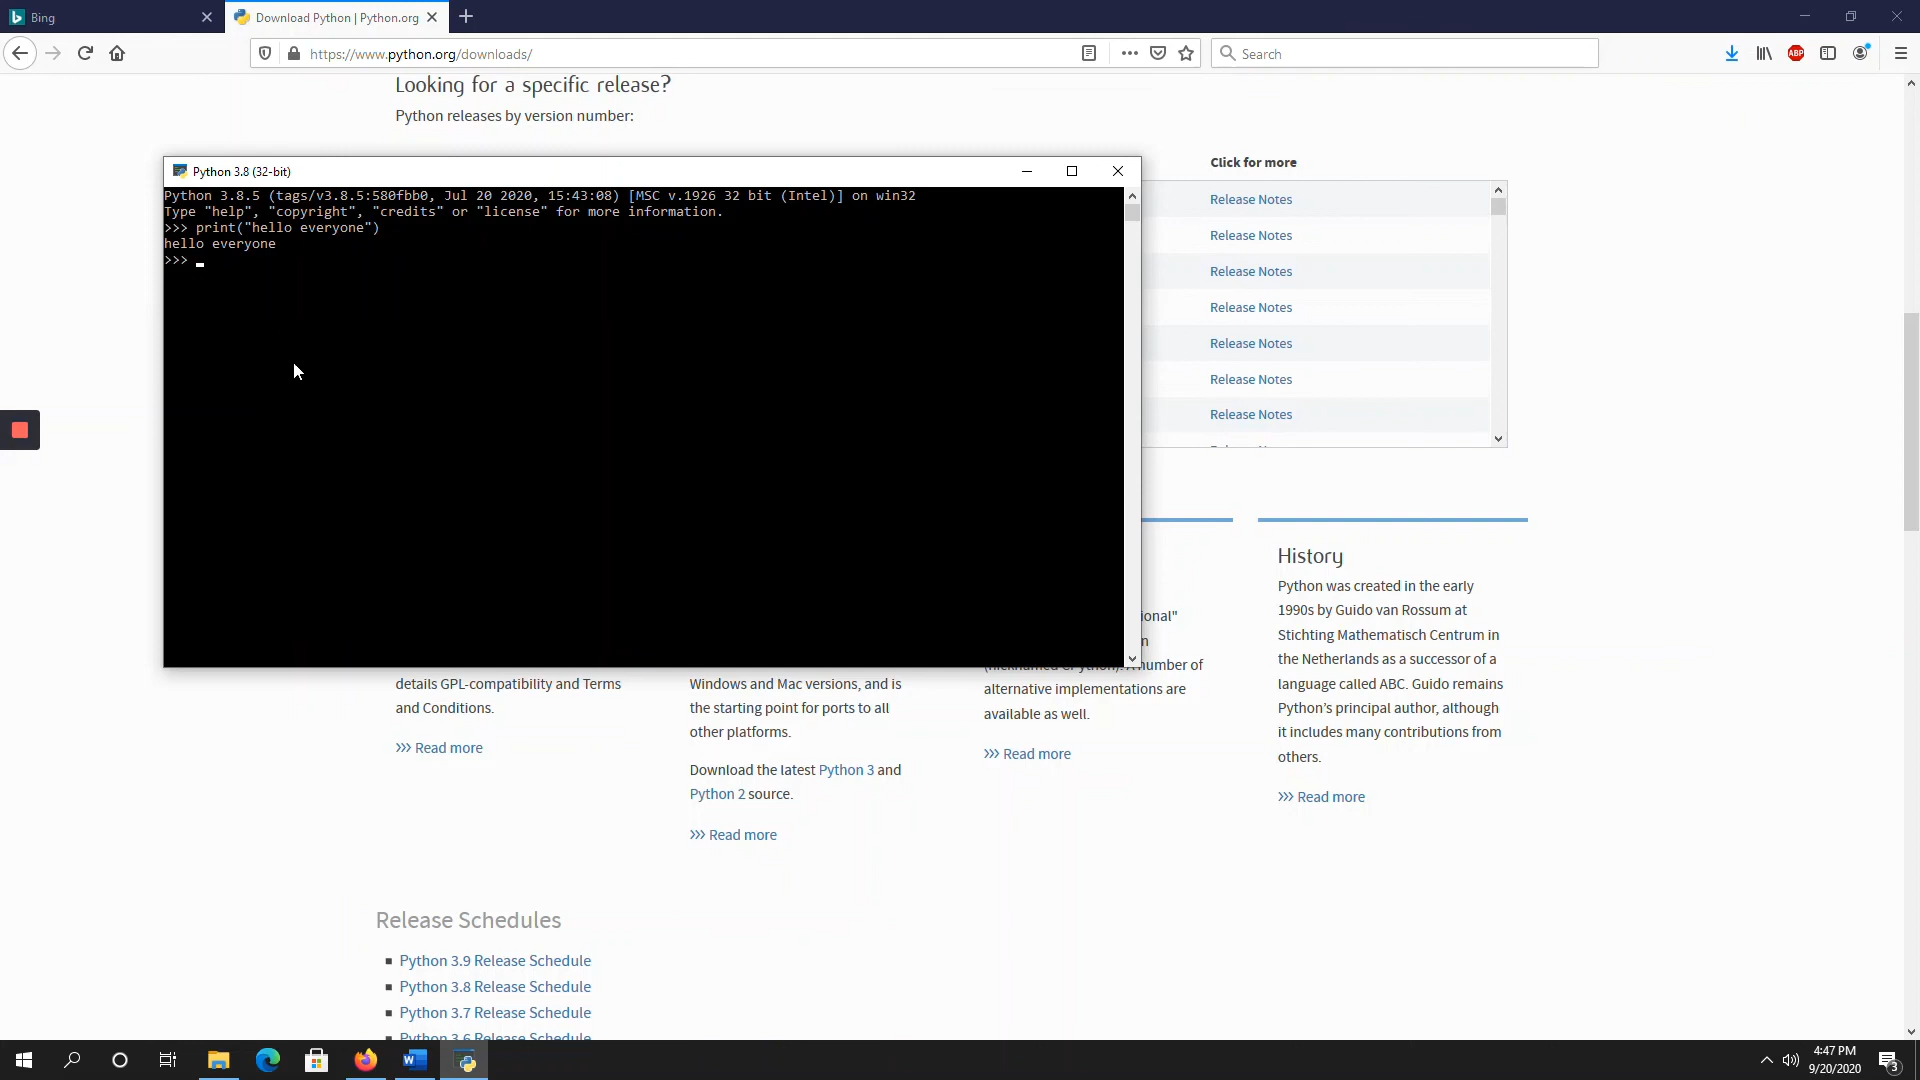 Bing
Download Python | Python.org
https://www.python.org/downloads/
Search
ABP
Looking for a specific release?
Python releases by version number:
Click for more
Release Notes
Release Notes
Release Notes
Release Notes
Release Notes
Release Notes
Release Notes
Python 3.8 (32-bit)
Python 3.8.5 (tags/v3.8.5:580fbb0, Jul 20 2020, 15:43:08) [MSC v.1926 32 bit (Intel)] on win32
Type "help", "copyright", "credits" or "license" for more information.
>>> print("hello everyone")
hello everyone
>>>
details GPL-compatibility and Terms
and Conditions.
>>> Read more
Windows and Mac versions, and is
the starting point for ports to all
other platforms.
Download the latest Python 3 and
Python 2 source.
>>> Read more
ional"
n
number of
alternative implementations are
available as well.
>>> Read more
History
Python was created in the early
1990s by Guido van Rossum at
Stichting Mathematisch Centrum in
the Netherlands as a successor of a
language called ABC. Guido remains
Python's principal author, although
it includes many contributions from
others.
>>> Read more
Release Schedules
Python 3.9 Release Schedule
Python 3.8 Release Schedule
Python 3.7 Release Schedule
Python 3.6 Release Schedule
4:47 PM
9/20/2020
3